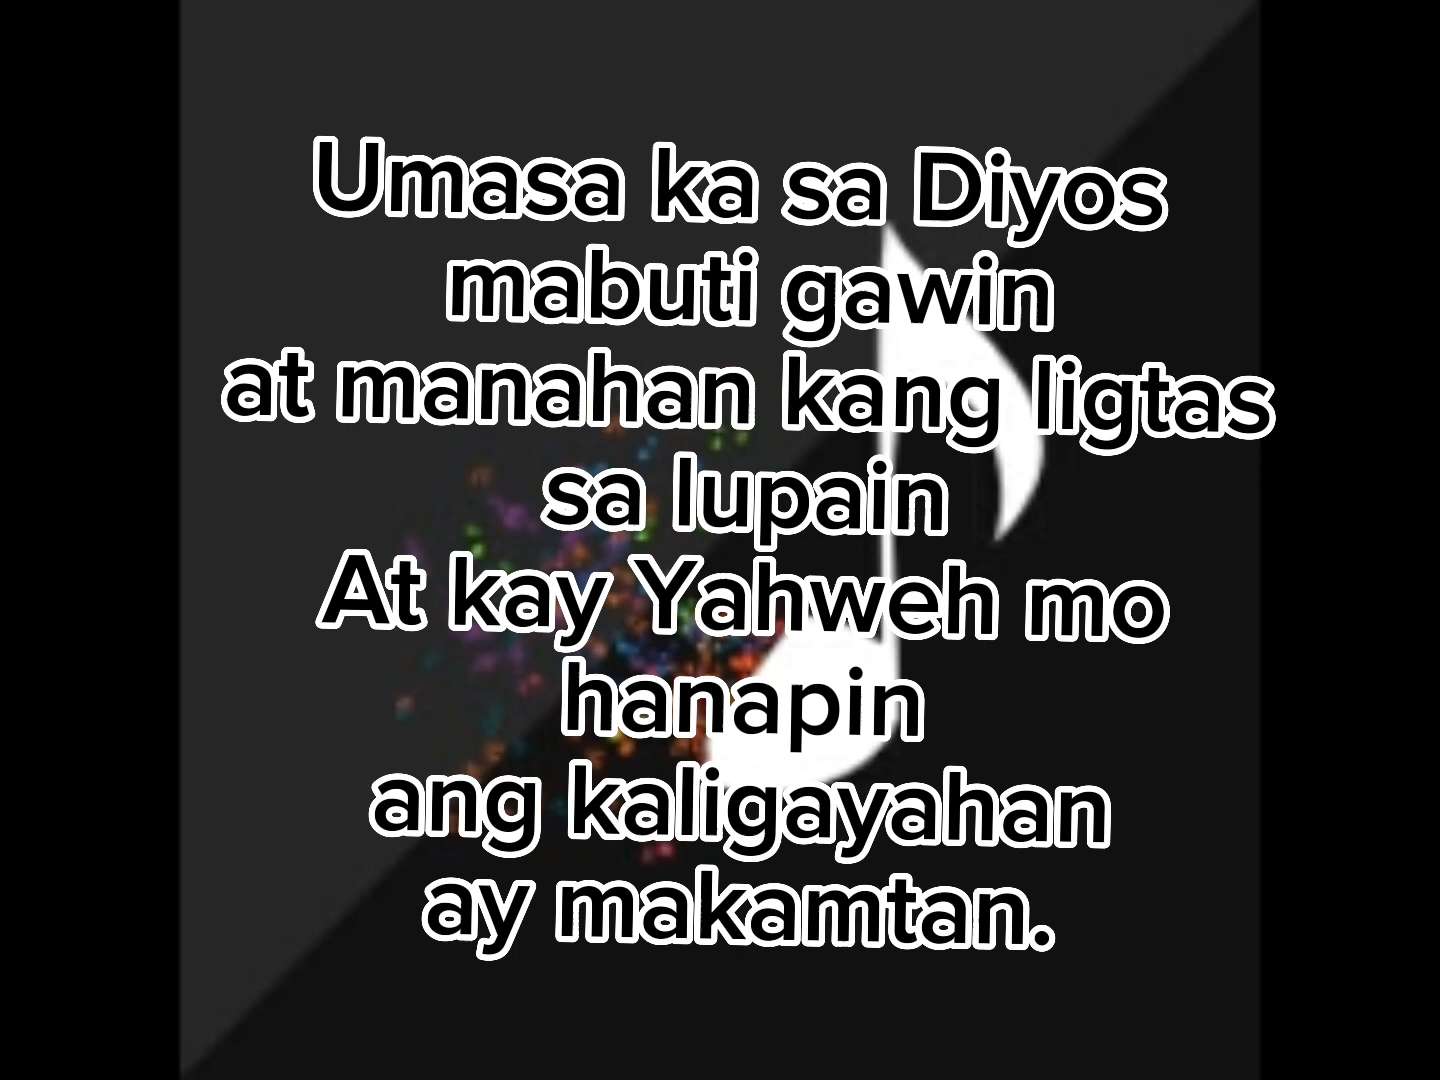 Umasa ka sa Diyos
mabuti gawin
at manahan kang ligtas
sa lupain
At kay Yahweh mo
hanapin
ang kaligayahan
ay makamtan.